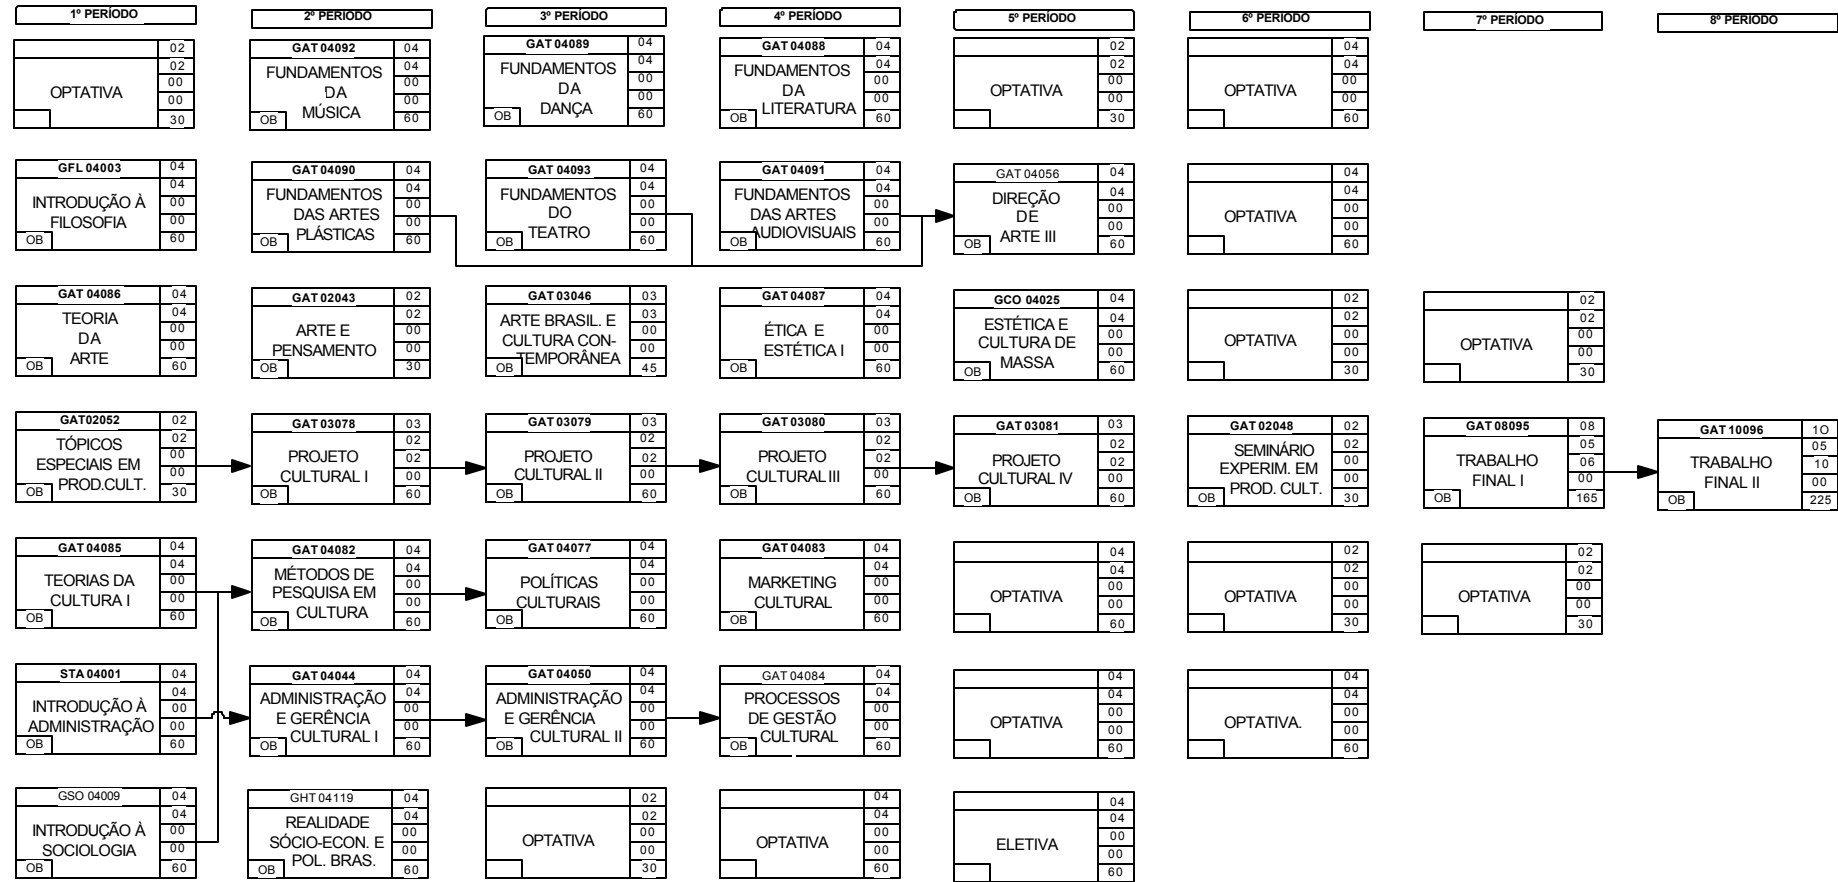 1º PERÍODO
2º PERIODO
3º PERÍODO
4º PERÍODO
5º PERÍODO
6º PERIODO
7º PERÍODO
8º PERIODO
02
02
OPTATIVA
00
00
30
GAT 04092 04
04
FUNDAMENTOS
DA
MÚSICA
00
00
OB 60
GAT 04089 04
04
FUNDAMENTOS
DA
DANÇA
00
00
OB 60
GAT 04088 04
04
FUNDAMENTOS
DA
LITERATURA
00
00
OB 60
02
02
OPTATIVA
00
00
30
04
04
OPTATIVA
00
00
60
GFL 04003 04
04
INTRODUÇÃO À
FILOSOFIA
00
00
OB 60
GAT 04090 04
04
FUNDAMENTOS
DAS ARTES
PLÁSTICAS
00
00
OB 60
GAT 04093 04
04
FUNDAMENTOS
DO
TEATRO
00
00
OB 60
GAT 04091 04
04
FUNDAMENTOS
DAS ARTES
AUDIOVISUAIS
00
00
OB 60
GAT 04056 04
04
DIREÇÃO
DE
ARTE III
00
00
OB 60
04
04
OPTATIVA
00
00
60
GAT 04086 04
04
TEORIA
DA
ARTE
00
00
OB 60
GAT 02043 02
02
ARTE E
PENSAMENTO
00
00
OB 30
GAT 03046 03
03
ARTE BRASIL. E
CULTURA CON-
TEMPORÂNEA
00
00
OB 45
GAT 04087 04
04
ÉTICA E
ESTÉTICA I
00
00
OB 60
GCO 04025 04
04
ESTÉTICA E
CULTURA DE
MASSA
00
00
OB 60
02
02
OPTATIVA
00
00
30
02
02
OPTATIVA
00
00
30
GAT02052 02
02
TÓPICOS
ESPECIAIS EM
PROD.CULT.
00
00
OB 30
GAT 03078 03
02
PROJETO
CULTURAL I
02
00
OB 60
GAT 03079 03
02
PROJETO
CULTURAL II
02
00
OB 60
GAT 03080 03
02
PROJETO
CULTURAL III
02
00
OB 60
GAT 03081 03
02
PROJETO
CULTURAL IV
02
00
OB 60
GAT 02048 02
02
SEMINÁRIO
EXPERIM. EM
PROD. CULT.
00
00
OB 30
GAT 08095 08
05
TRABALHO
FINAL I
06
00
OB 165
GAT 10096 1O
05
TRABALHO
FINAL II
10
00
OB 225
GAT 04085 04
04
TEORIAS DA
CULTURA I
00
00
OB 60
GAT 04082 04
04
MÉTODOS DE
PESQUISA EM
CULTURA
00
00
OB 60
GAT 04077 04
04
POLÍTICAS
CULTURAIS
00
00
OB 60
GAT 04083 04
04
MARKETING
CULTURAL
00
00
OB 60
04
04
OPTATIVA
00
00
60
02
02
OPTATIVA
00
00
30
02
02
OPTATIVA
00
00
30
STA 04001 04
04
INTRODUÇÃO À
ADMINISTRAÇÃO
00
00
OB 60
GAT 04044 04
04
ADMINISTRAÇÃO
E GERÊNCIA
CULTURAL I
00
00
OB 60
GAT 04050 04
04
ADMINISTRAÇÃO
E GERÊNCIA
CULTURAL II
00
00
OB 60
GAT 04084 04
04
PROCESSOS
DE GESTÃO
CULTURAL
00
00
OB 60
04
04
OPTATIVA
00
00
60
04
04
OPTATIVA.
00
00
60
GSO 04009 04
04
INTRODUÇÃO À
SOCIOLOGIA
00
00
OB 60
GHT 04119 04
04
REALIDADE
SÓCIO-ECON. E
POL. BRAS.
00
00
OB 60
02
02
OPTATIVA
00
00
30
04
04
OPTATIVA
00
00
60
04
04
ELETIVA
00
00
60